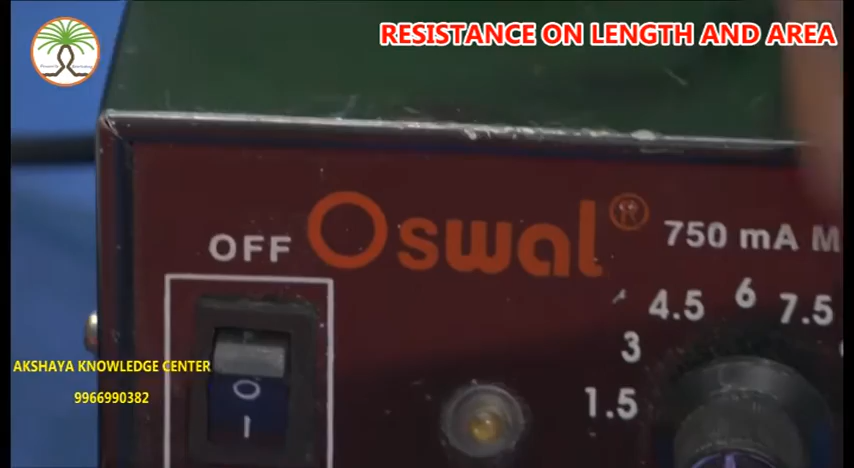 RESISTANCE ON LENGTH AND AREA
Oswal®
OFF
750 mA M
4.5 6 7.5
3
1.5
O
I
AKSHAYA KNOWLEDGE CENTER
9966990382